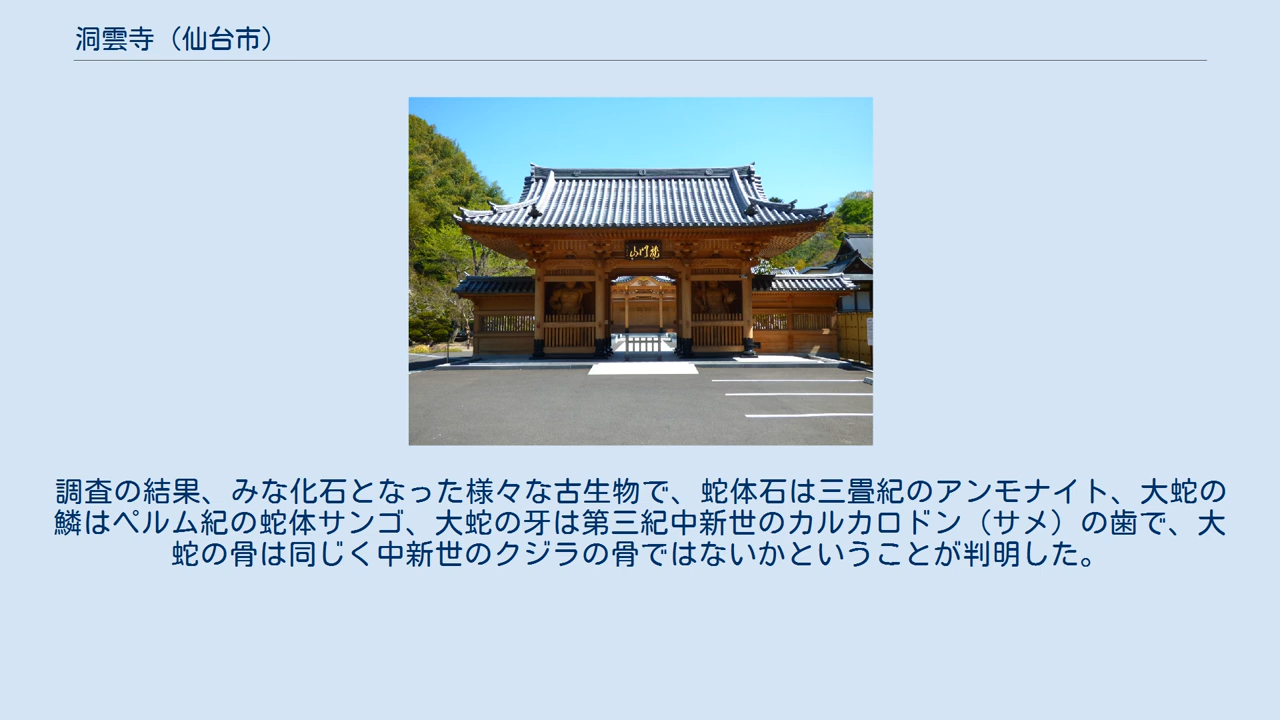 洞雲寺（仙台市）
龍門山
調査の結果、みな化石となった様々な古生物で、蛇体石は三畳紀のアンモナイト、大蛇の
鱗はペルム紀の蛇体サンゴ、大蛇の牙は第三紀中新世のカルカロドン（サメ）の歯で、大
蛇の骨は同じく中新世のクジラの骨ではないかということが判明した。